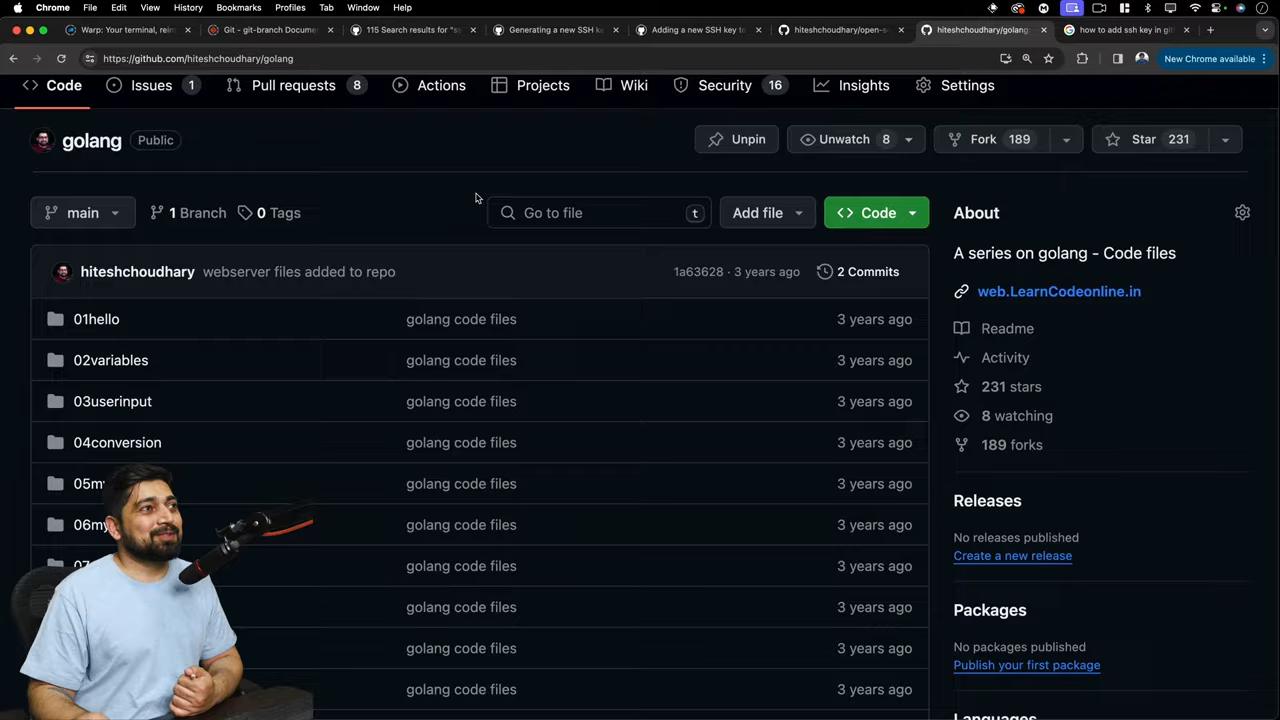 Chrome File Edit View History Bookmarks Profiles Tab Window Help
Warp: Your terminal, rei
Git - git-branch Docume
115 Search results for "s
Generating a new SSH k
Adding a new SSH key to
hiteshchoudhary/open-s
hiteshchoudhary/golang
how to add ssh key in git
https://github.com/hiteshchoudhary/golang
New Chrome available
Code Issues 1 Pull requests 8 Actions Projects Wiki Security 16 Insights Settings
golang Public
Unpin Unwatch 8 Fork 189 Star 231
main 1 Branch 0 Tags Go to file t Add file Code
hiteshchoudhary webserver files added to repo 1a63628 · 3 years ago 2 Commits
01hello golang code files 3 years ago
02variables golang code files 3 years ago
03userinput golang code files 3 years ago
04conversion golang code files 3 years ago
05my golang code files 3 years ago
06my golang code files 3 years ago
golang code files 3 years ago
golang code files 3 years ago
golang code files 3 years ago
golang code files 3 years ago
About
A series on golang - Code files
web.LearnCodeonline.in
Readme
Activity
231 stars
8 watching
189 forks
Releases
No releases published
Create a new release
Packages
No packages published
Publish your first package
Languages